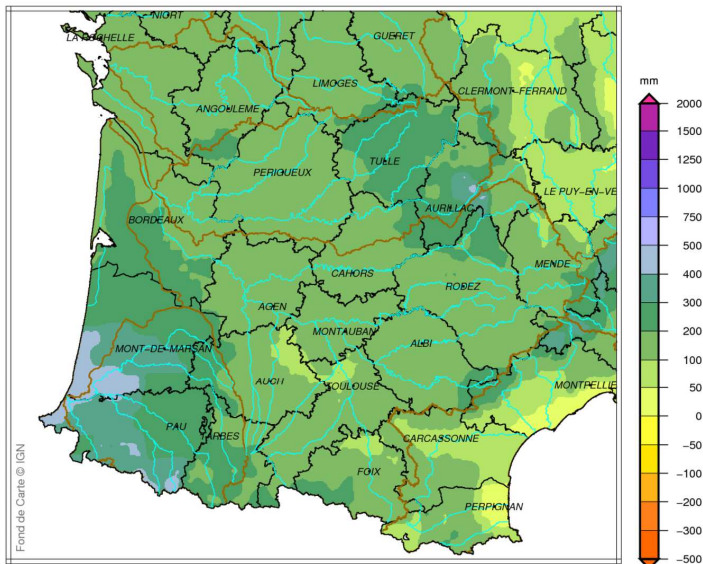 NIORT
GUERET
LA ROCHELLE
LIMOGES
CLERMONT-FERRAND
ANGOULEME
TULLE
PERIQUEUX
LE PUY-EN-VE
AURILLAC
BORDEAUX
MENDE
CAHORS
RODEZ
AGEN
MONTAUBAN
MONT-DE-MARSAN
ALBI
AUCH
TOULOUSE
MONTPELLIE
PAU
ARBES
CARCASSONNE
FOIX
PERPIGNAN
Fond de Carte © IGN
mm
2000
1500
1250
1000
750
500
400
300
200
100
50
0
-50
-100
-200
-300
-500